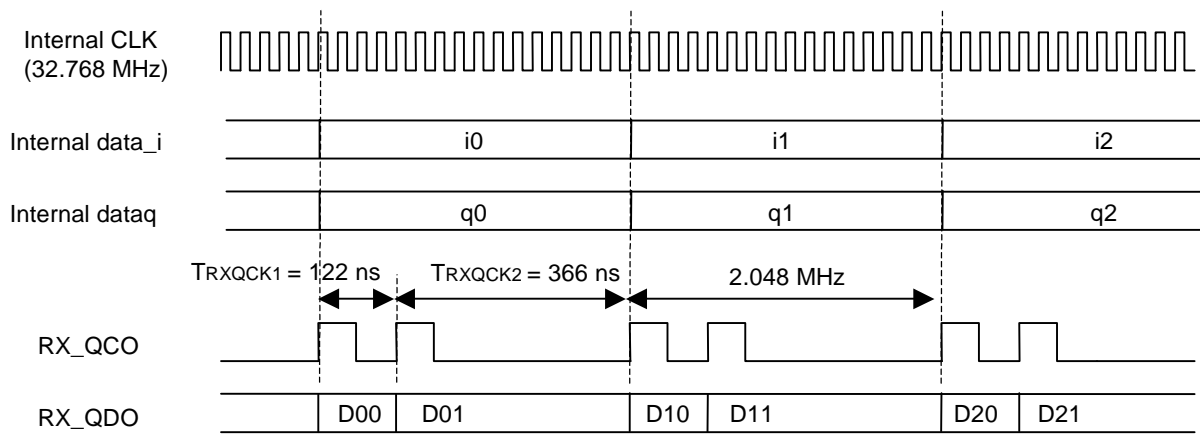 Internal CLK
(32.768 MHz)
Internal data_i
i0 i1 i2
Internal dataq
q0 q1 q2
TRXQCK1 = 122 ns TRXQCK2 = 366 ns 2.048 MHz
RX_QCO
RX_QDO
D00 D01 D10 D11 D20 D21